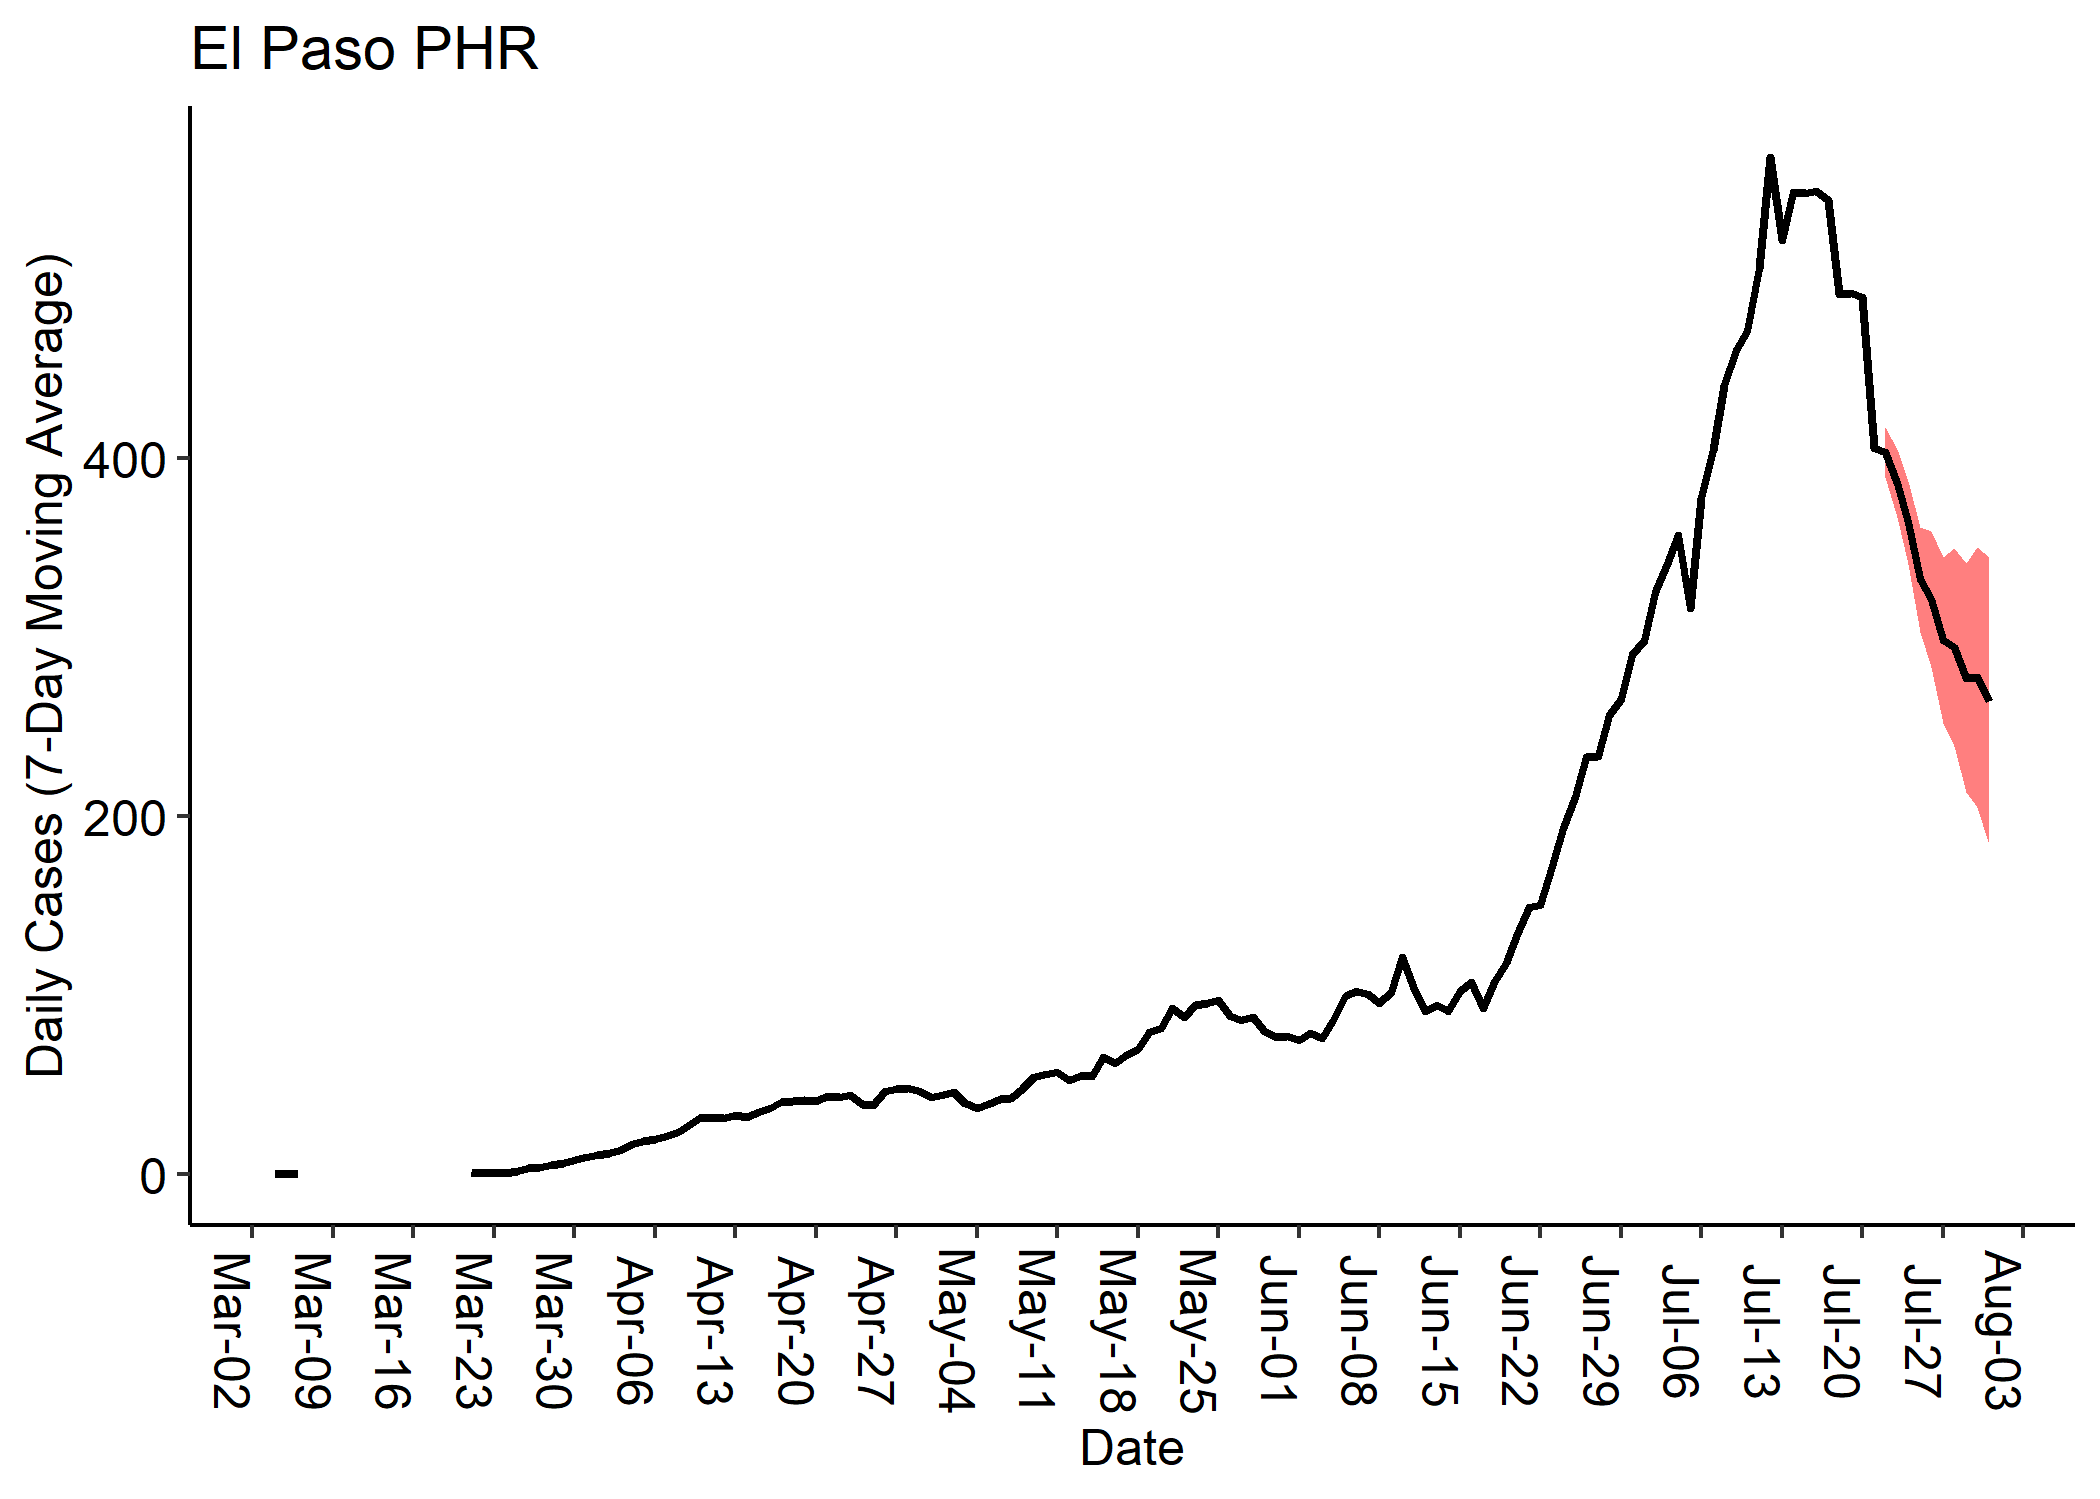 El Paso PHR
Daily Cases (7-Day Moving Average)
400
200
0
Mar-02
Mar-09
Mar-16
Mar-23
Mar-30
Apr-06
Apr-13
Apr-20
Apr-27
May-04
May-11
May-18
May-25
Jun-01
Jun-08
Jun-15
Jun-22
Jun-29
Jul-06
Jul-13
Jul-20
Jul-27
Aug-03
Date